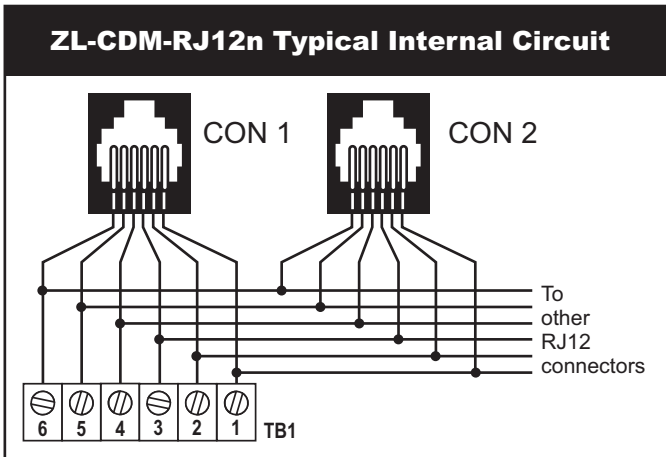 ZL-CDM-RJ12n Typical Internal Circuit
CON 1
CON 2
To
other
RJ12
connectors
6 5 4 3 2 1 TB1